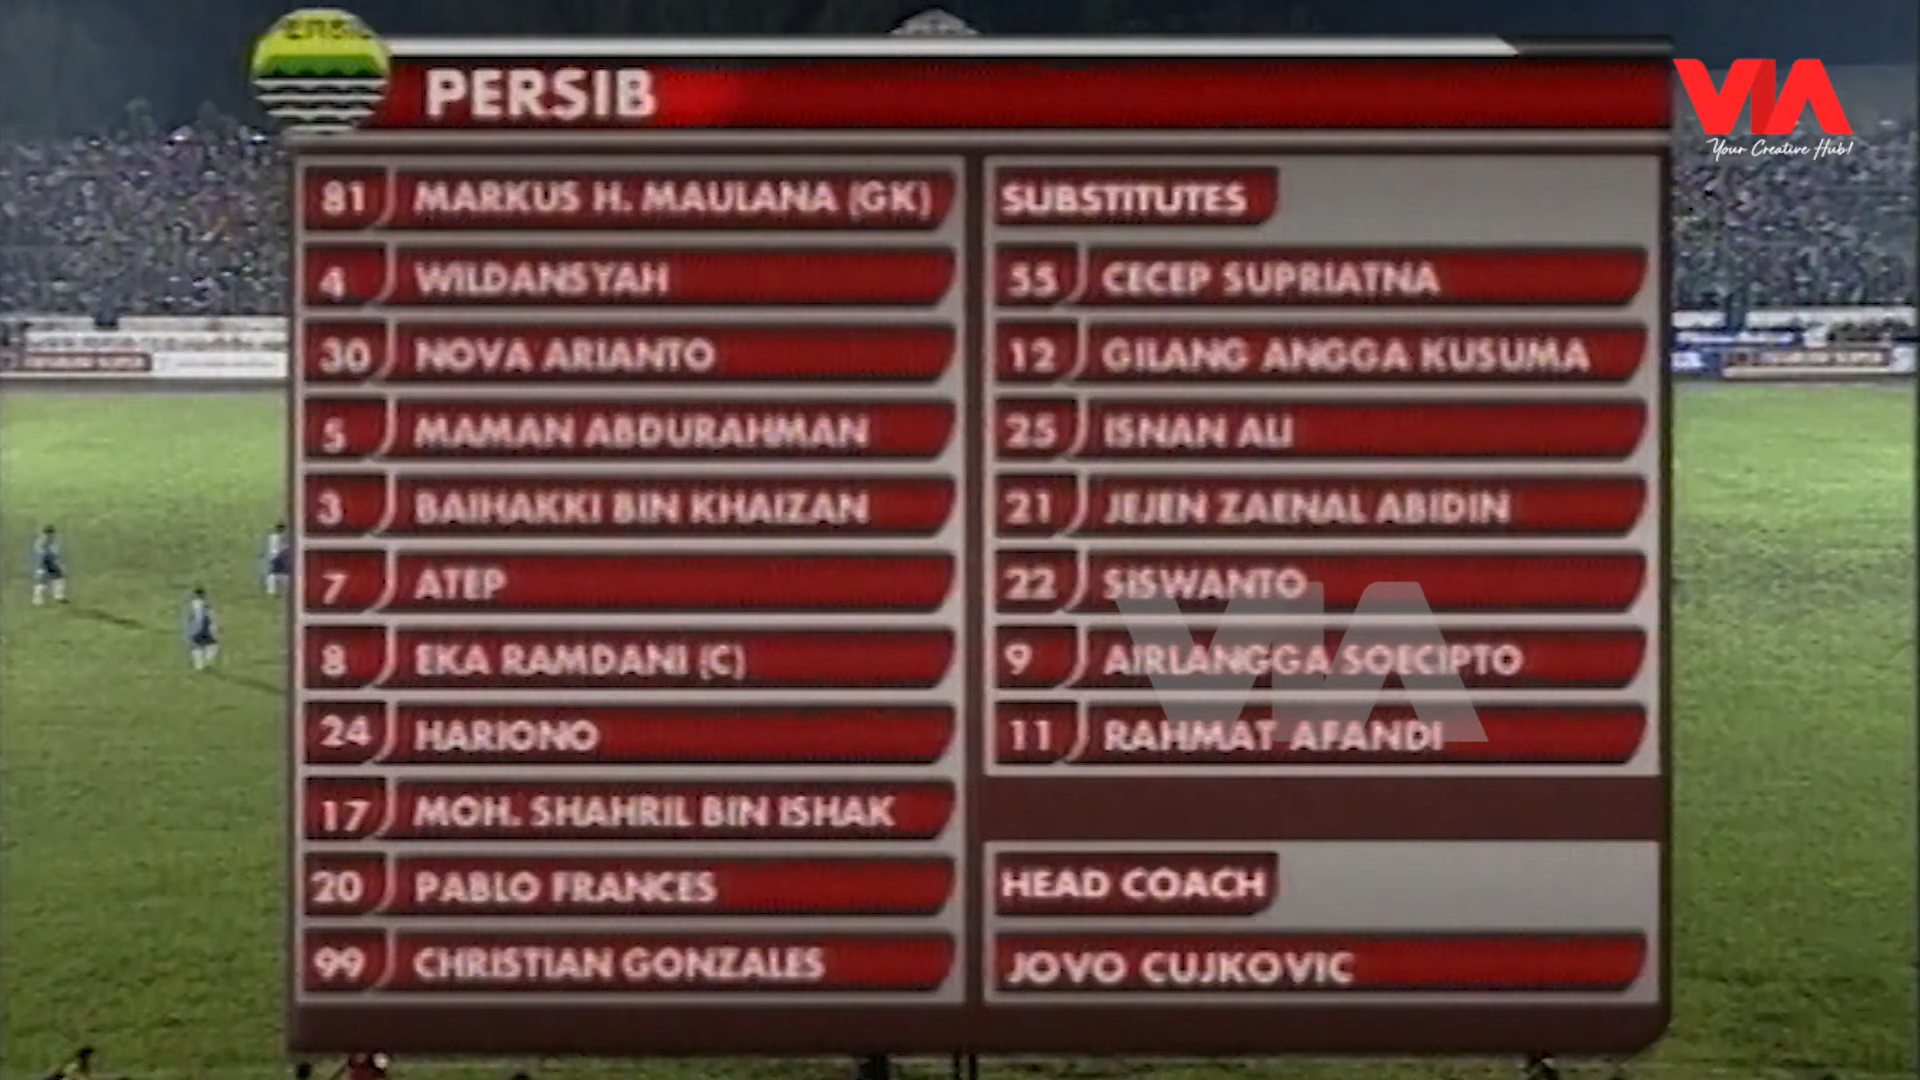 PERSIB
81 MARKUS H. MAULANA (GK)
4 WILDANSYAH
30 NOVA ARIANTO
5 MAMAN ABDURAHMAN
3 BAIHAKKI BIN KHAIZAN
7 ATEP
8 EKA RAMDANI (C)
24 HARIONO
17 MOH. SHAHRIL BIN ISHAK
20 PABLO FRANCES
99 CHRISTIAN GONZALES
SUBSTITUTES
55 CECEP SUPRIATNA
12 GILANG ANGGA KUSUMA
25 ISNAN ALI
21 JEJEN ZAENAL ABIDIN
22 SISWANTO
9 AIRLANGGA SOECIPTO
11 RAHMAT AFANDI
HEAD COACH
JOVO CUJKOVIC
VIA
Your Creative Hub!
VIA